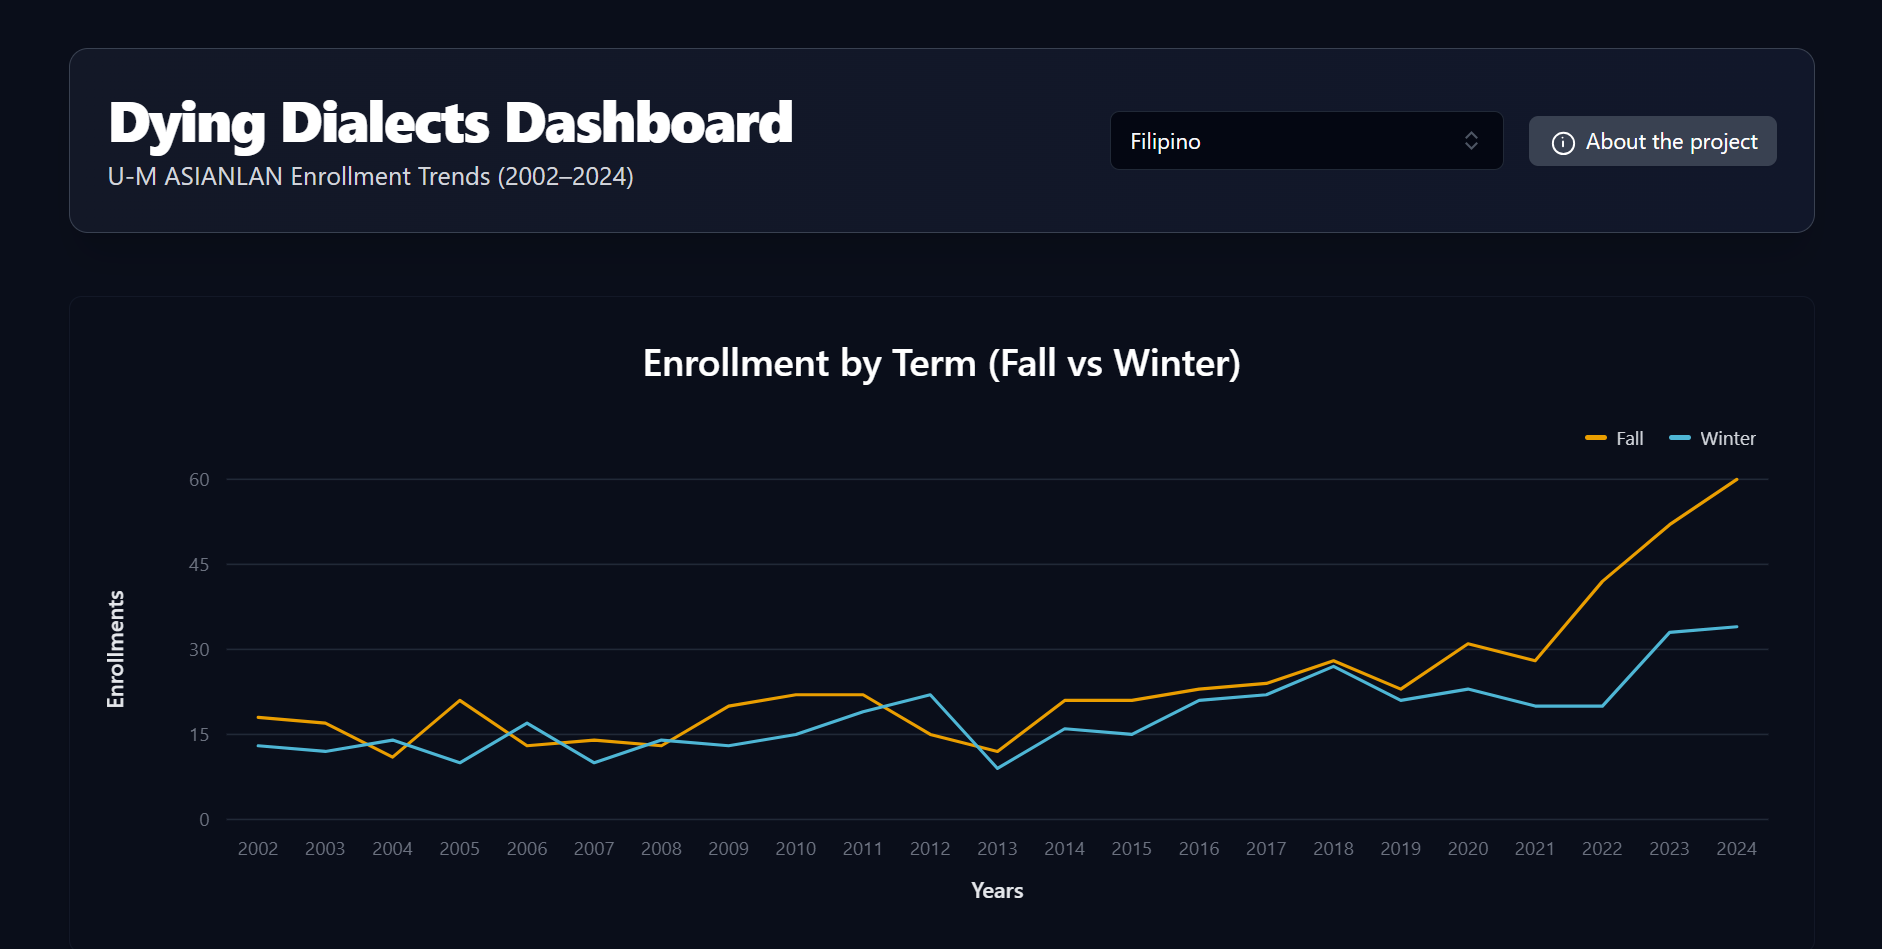 Dying Dialects Dashboard
U-M ASIANLAN Enrollment Trends (2002–2024)
Filipino
About the project
Enrollment by Term (Fall vs Winter)
Fall Winter
60
45
30
15
0
Enrollments
2002 2003 2004 2005 2006 2007 2008 2009 2010 2011 2012 2013 2014 2015 2016 2017 2018 2019 2020 2021 2022 2023 2024
Years